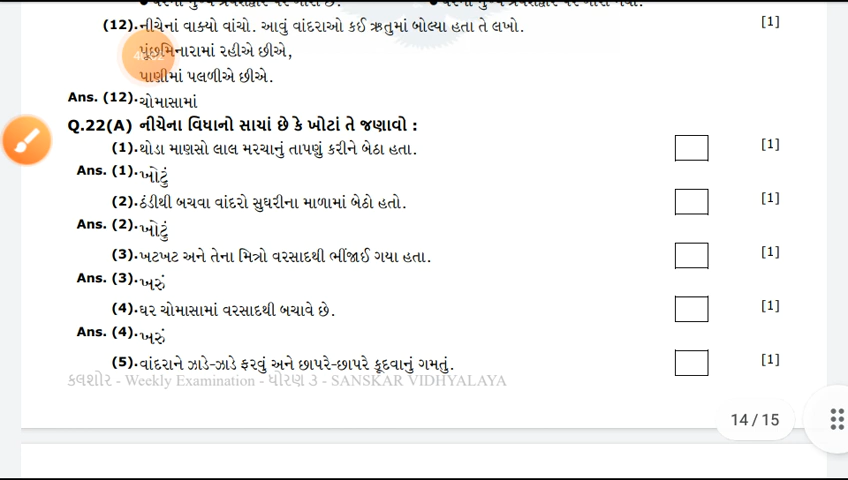 (12). નીચેનાં વાક્યો વાંચો. આવું વાંદરાઓ કઈ ઋતુમાં બોલ્યા હતા તે લખો. [1]
પૂંછમિનારામાં રહીએ છીએ,
પાણીમાં પલળીએ છીએ.
Ans. (12). ચોમાસામાં
Q.22(A) નીચેના વિધાનો સાચાં છે કે ખોટાં તે જણાવો :
(1). થોડા માણસો લાલ મરચાનું તાપણું કરીને બેઠા હતા. [1]
Ans. (1). ખોટું
(2). ઠંડીથી બચવા વાંદરો સુઘરીના માળામાં બેઠો હતો. [1]
Ans. (2). ખોટું
(3). ખટખટ અને તેના મિત્રો વરસાદથી ભીંજાઈ ગયા હતા. [1]
Ans. (3). ખરું
(4). ઘર ચોમાસામાં વરસાદથી બચાવે છે. [1]
Ans. (4). ખરું
(5). વાંદરાને ઝાડે-ઝાડે ફરવું અને છાપરે-છાપરે કૂદવાનું ગમતું. [1]
કલશોર - Weekly Examination - ધોરણ 3 - SANSKAR VIDHYALAYA
14 / 15